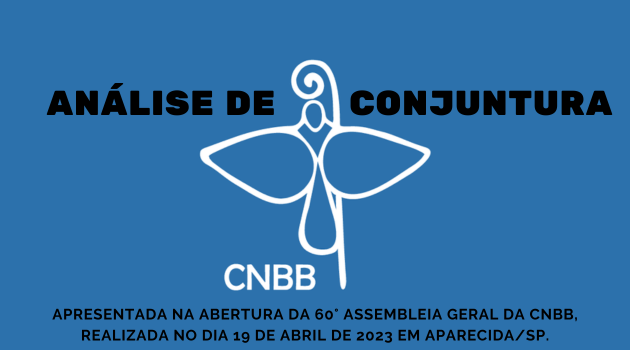 ANÁLISE DE CONJUNTURA
CNBB
APRESENTADA NA ABERTURA DA 60° ASSEMBLEIA GERAL DA CNBB,
REALIZADA NO DIA 19 DE ABRIL DE 2023 EM APARECIDA/SP.